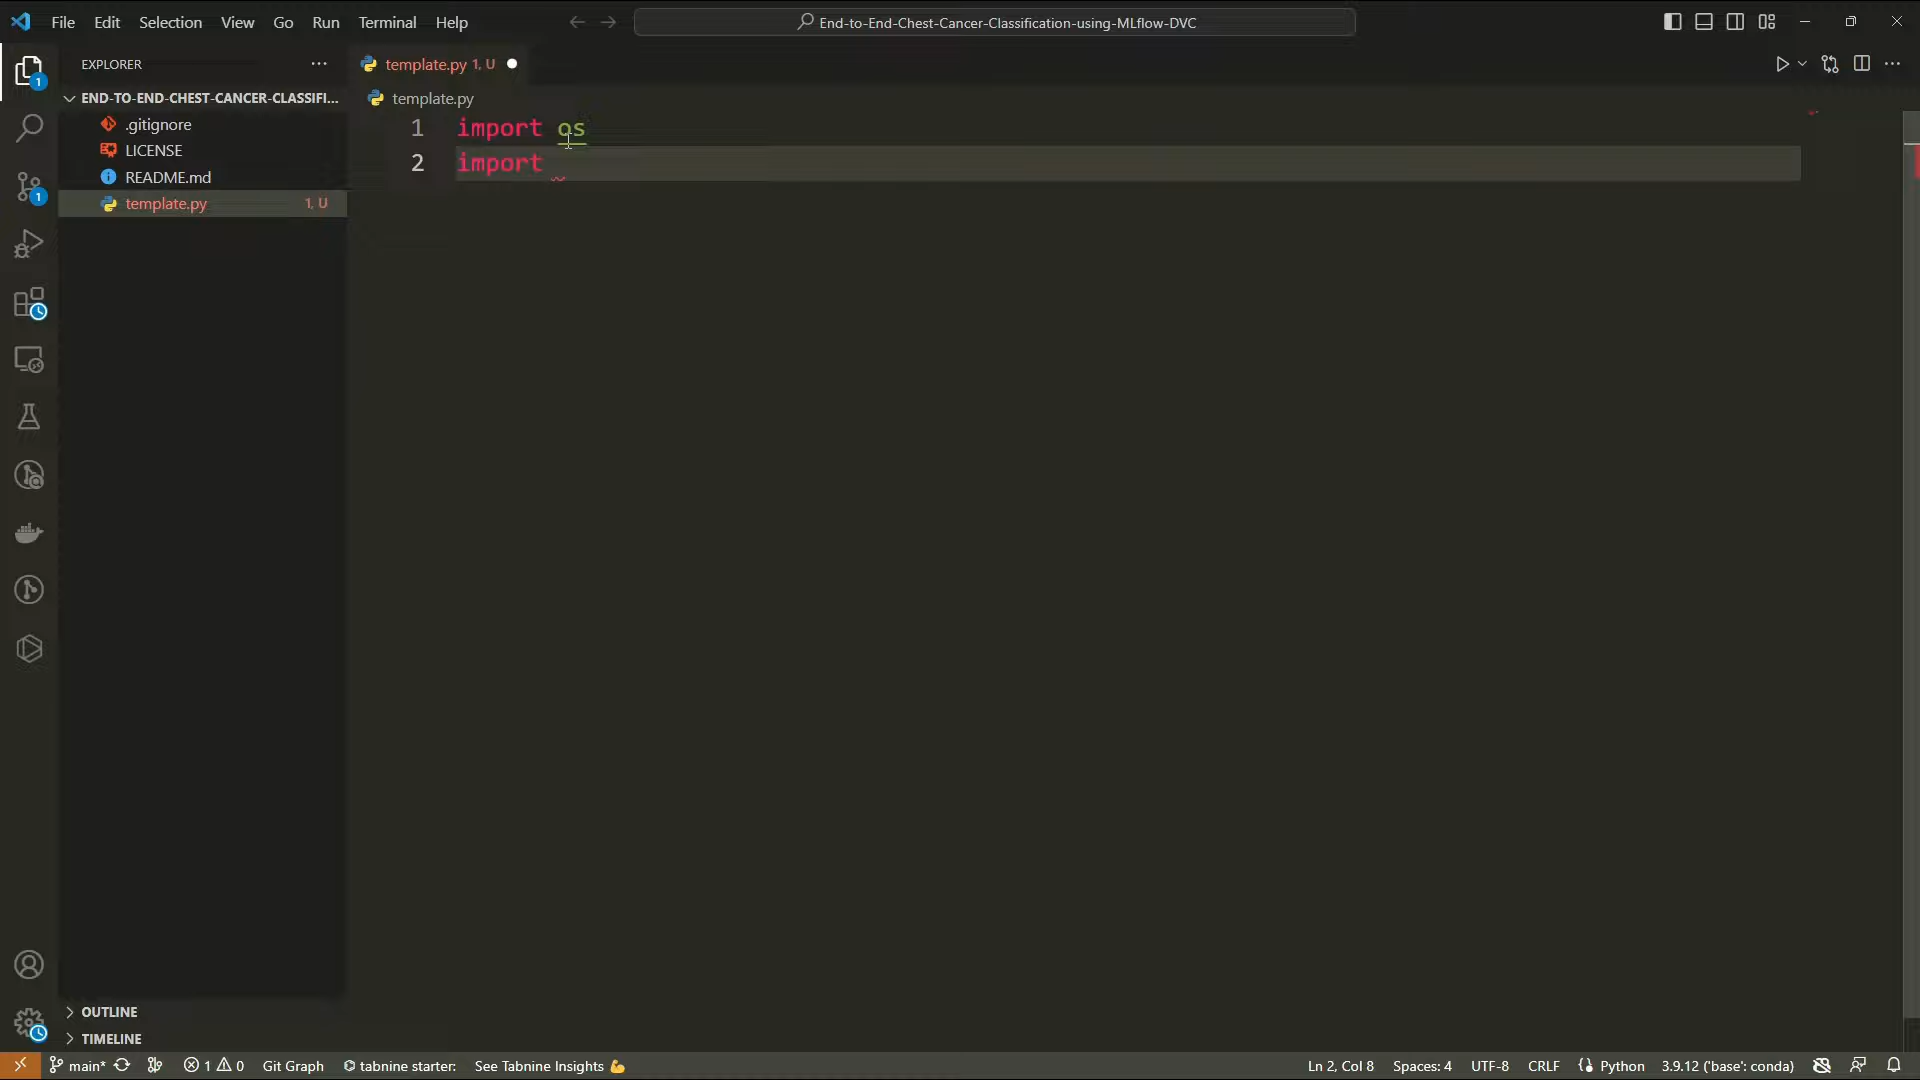 File Edit Selection View Go Run Terminal Help
End-to-End-Chest-Cancer-Classification-using-MLflow-DVC
EXPLORER
template.py 1, U
END-TO-END-CHEST-CANCER-CLASSIFI...
template.py
.gitignore
LICENSE
README.md
template.py 1, U
1 import os
2 import
1
1
OUTLINE
TIMELINE
main* 1 0 Git Graph tabnine starter: See Tabnine Insights Ln 2, Col 8 Spaces: 4 UTF-8 CRLF Python 3.9.12 ('base': conda)